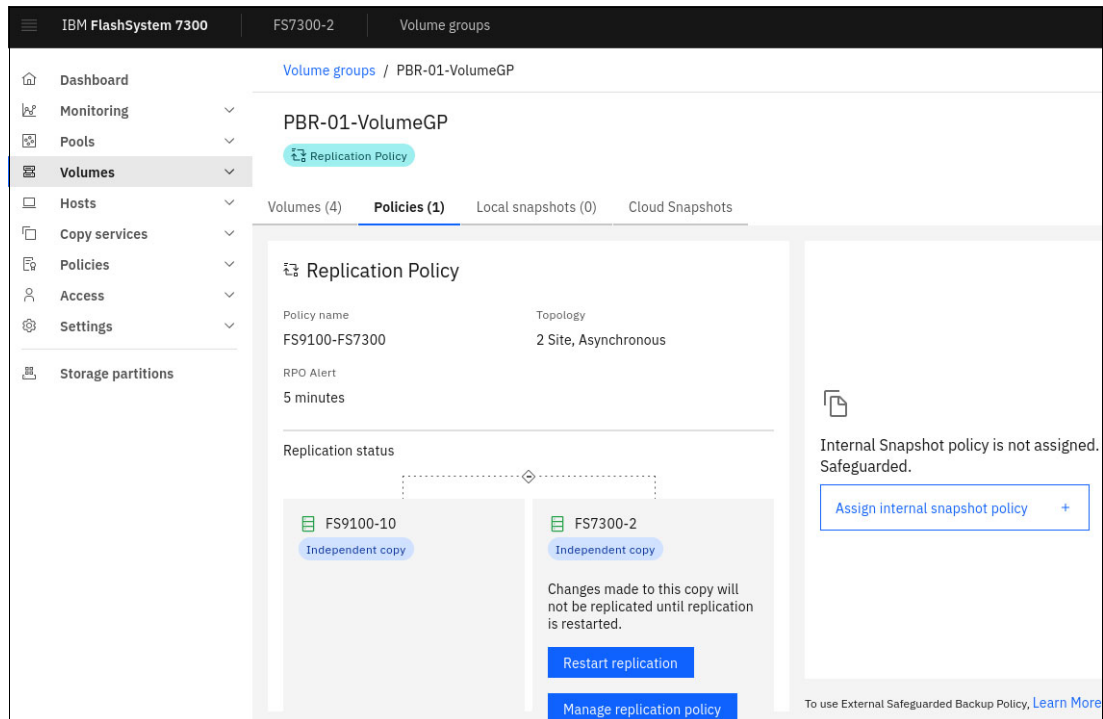 IBM FlashSystem 7300
FS7300-2
Volume groups
Dashboard
Monitoring
Pools
Volumes
Hosts
Copy services
Policies
Access
Settings
Storage partitions
Volume groups / PBR-01-VolumeGP
PBR-01-VolumeGP
Replication Policy
Volumes (4)
Policies (1)
Local snapshots (0)
Cloud Snapshots
Replication Policy
Policy name
FS9100-FS7300
Topology
2 Site, Asynchronous
RPO Alert
5 minutes
Replication status
FS9100-10
Independent copy
FS7300-2
Independent copy
Changes made to this copy will
not be replicated until replication
is restarted.
Restart replication
Manage replication policy
Internal Snapshot policy is not assigned.
Safeguarded.
Assign internal snapshot policy +
To use External Safeguarded Backup Policy, Learn More